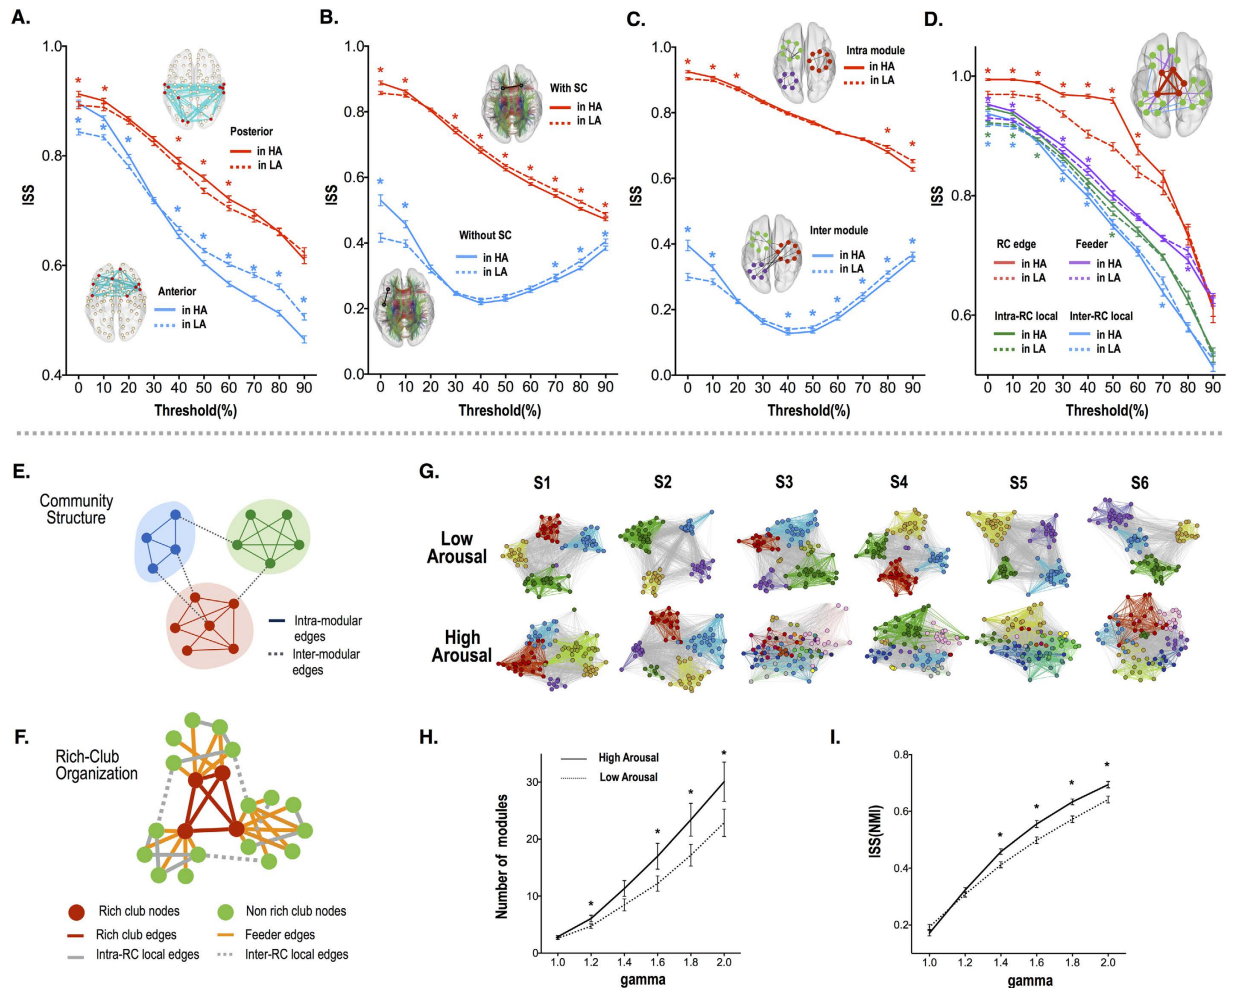 A.
1.0
0.8
0.6
0.4
ISS
*
*
*
*
*
*
*
*
*
*
*
*
*
Posterior
in HA
in LA
Anterior
in HA
in LA
0 10 20 30 40 50 60 70 80 90
Threshold(%)
B.
1.0
0.8
0.6
0.4
0.2
0.0
ISS
With SC
in HA
in LA
Without SC
in HA
in LA
0 10 20 30 40 50 60 70 80 90
Threshold(%)
C.
1.0
0.8
0.6
0.4
0.2
0.0
ISS
Intra module
in HA
in LA
Inter module
in HA
in LA
0 10 20 30 40 50 60 70 80 90
Threshold(%)
D.
1.0
0.8
0.6
ISS
RC edge
in HA
in LA
Feeder
in HA
in LA
Intra-RC local
in HA
in LA
Inter-RC local
in HA
in LA
0 10 20 30 40 50 60 70 80 90
Threshold(%)
E.
Community
Structure
Intra-modular
edges
Inter-modular
edges
F.
Rich-Club
Organization
Rich club nodes
Non rich club nodes
Rich club edges
Feeder edges
Intra-RC local edges
Inter-RC local edges
G.
S1 S2 S3 S4 S5 S6
Low
Arousal
High
Arousal
H.
High Arousal
Low Arousal
30
20
10
0
Number of modules
1.0 1.2 1.4 1.6 1.8 2.0
gamma
I.
0.8
0.6
0.4
0.2
ISS(NMI)
1.0 1.2 1.4 1.6 1.8 2.0
gamma